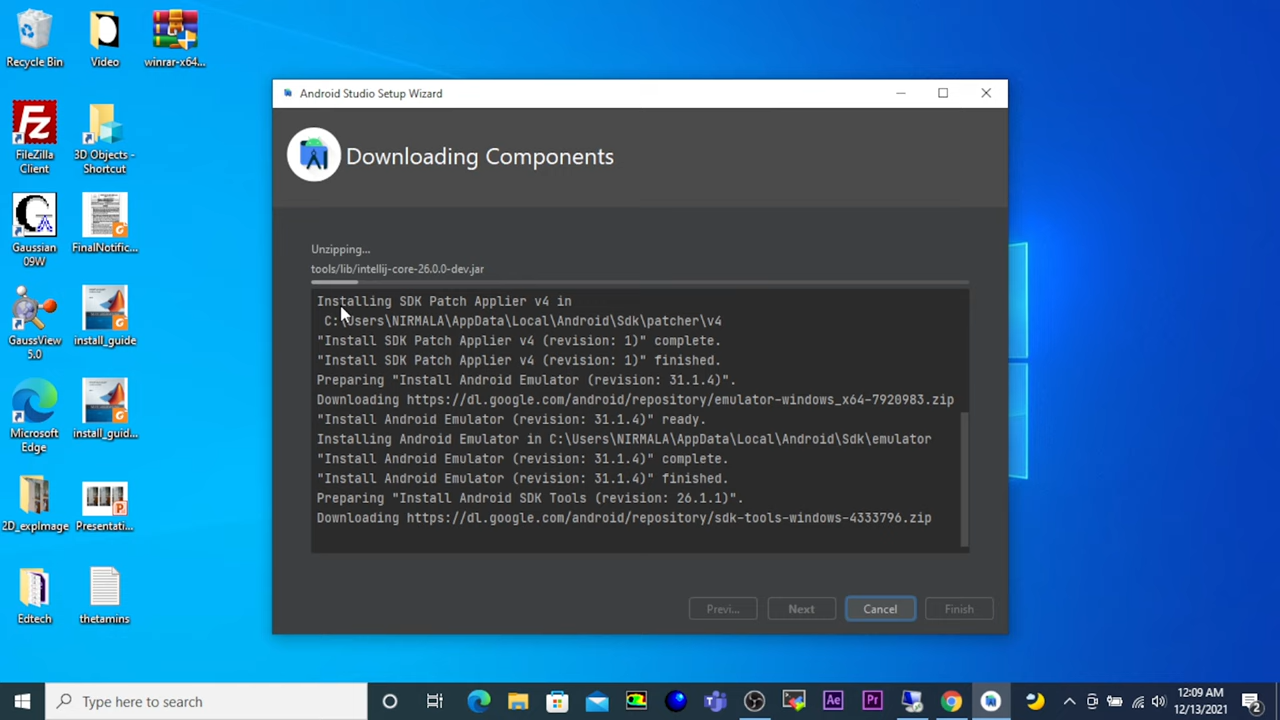 Recycle Bin
Video
winrar-x64...
FileZilla
Client
3D Objects -
Shortcut
Gaussian
09W
FinalNotific...
GaussView
5.0
install_guide
Microsoft
Edge
install_guid...
2D_expImage
Presentati...
Edtech
thetamins
Android Studio Setup Wizard
Downloading Components
Unzipping...
tools/lib/intellij-core-26.0.0-dev.jar
Installing SDK Patch Applier v4 in
C:\Users\NIRMALA\AppData\Local\Android\Sdk\patcher\v4
"Install SDK Patch Applier v4 (revision: 1)" complete.
"Install SDK Patch Applier v4 (revision: 1)" finished.
Preparing "Install Android Emulator (revision: 31.1.4)".
Downloading https://dl.google.com/android/repository/emulator-windows_x64-7920983.zip
"Install Android Emulator (revision: 31.1.4)" ready.
Installing Android Emulator in C:\Users\NIRMALA\AppData\Local\Android\Sdk\emulator
"Install Android Emulator (revision: 31.1.4)" complete.
"Install Android Emulator (revision: 31.1.4)" finished.
Preparing "Install Android SDK Tools (revision: 26.1.1)".
Downloading https://dl.google.com/android/repository/sdk-tools-windows-4333796.zip
Previ...
Next
Cancel
Finish
Type here to search
Ae
Pr
12:09 AM
12/13/2021
2